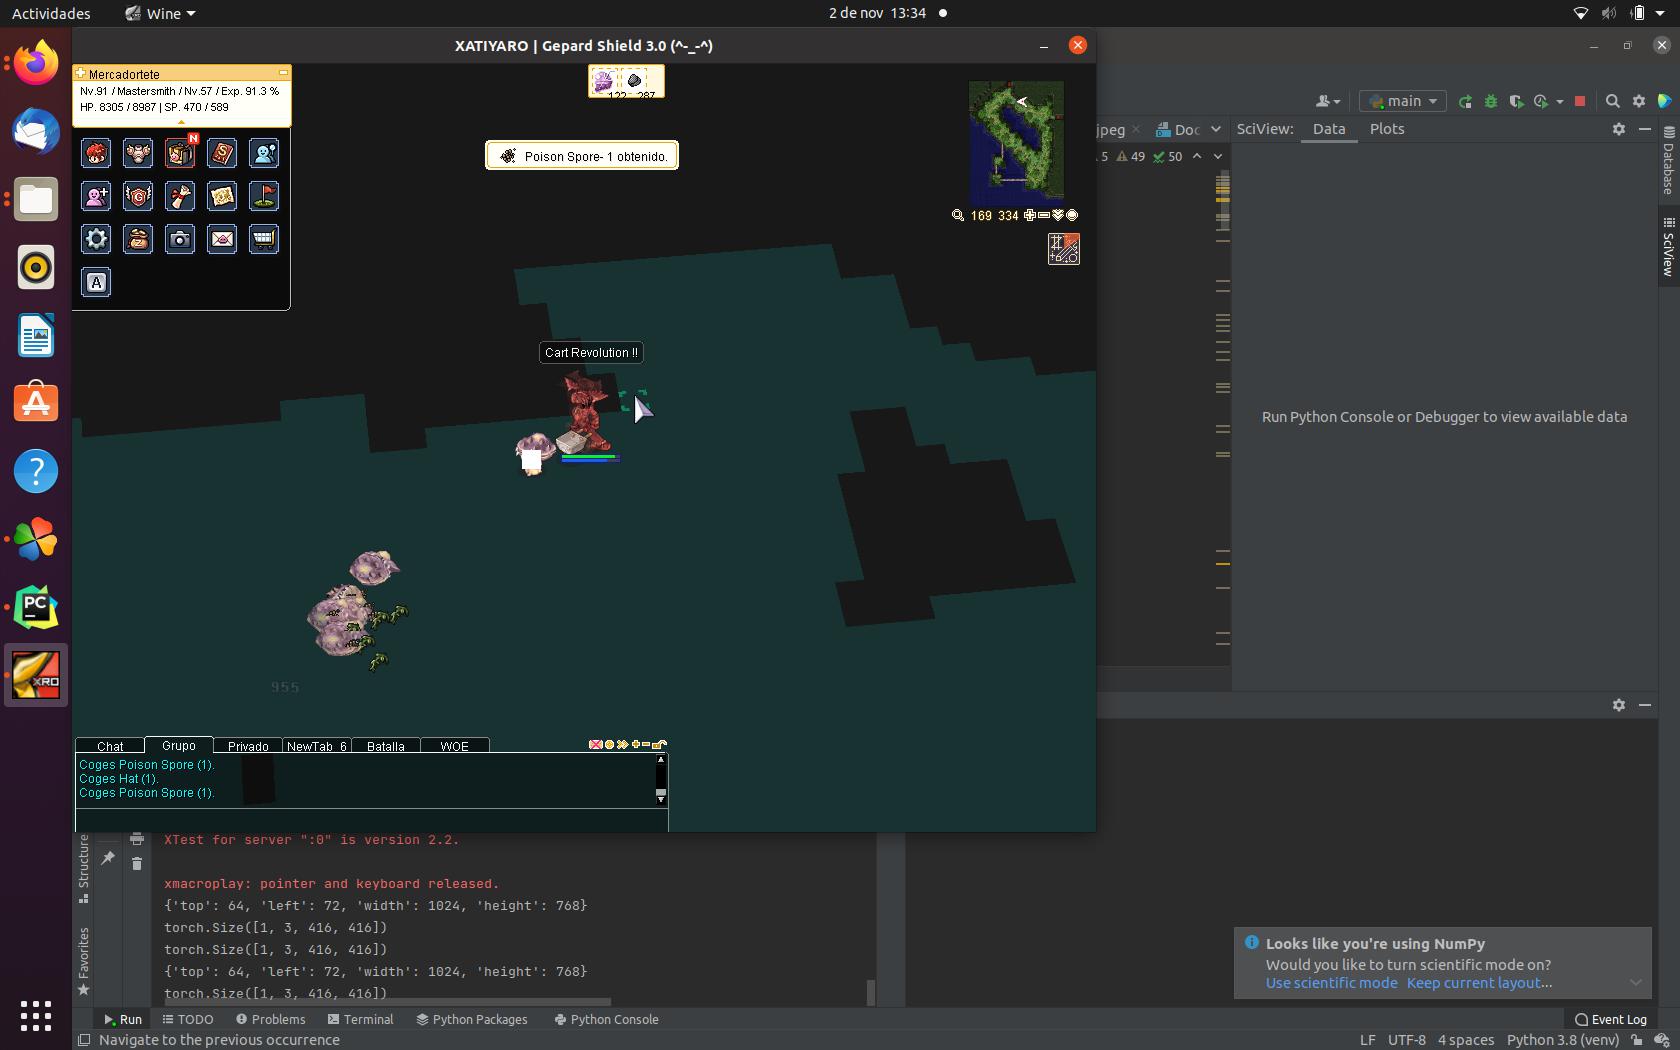 Actividades
Wine
2 de nov 13:34
XATIYARO | Gepard Shield 3.0 (^-_-^)
Mercadortete
Nv.91 / Mastersmith / Nv.57 / Exp. 91.3 %
HP. 8305 / 8987 | SP. 470 / 589
N
A
122 287
Poison Spore- 1 obtenido.
169 334
Cart Revolution !!
955
Chat
Grupo
Privado
NewTab_6
Batalla
WOE
Coges Poison Spore (1).
Coges Hat (1).
Coges Poison Spore (1).
main
jpeg
Doc
SciView:
Data
Plots
5 49 50
Database
SciView
Run Python Console or Debugger to view available data
PC
XRO
Structure
Favorites
XTest for server ":0" is version 2.2.
xmacroplay: pointer and keyboard released.
{'top': 64, 'left': 72, 'width': 1024, 'height': 768}
torch.Size([1, 3, 416, 416])
torch.Size([1, 3, 416, 416])
{'top': 64, 'left': 72, 'width': 1024, 'height': 768}
torch.Size([1, 3, 416, 416])
Looks like you're using NumPy
Would you like to turn scientific mode on?
Use scientific mode Keep current layout...
Run
TODO
Problems
Terminal
Python Packages
Python Console
Event Log
Navigate to the previous occurrence
LF UTF-8 4 spaces Python 3.8 (venv)